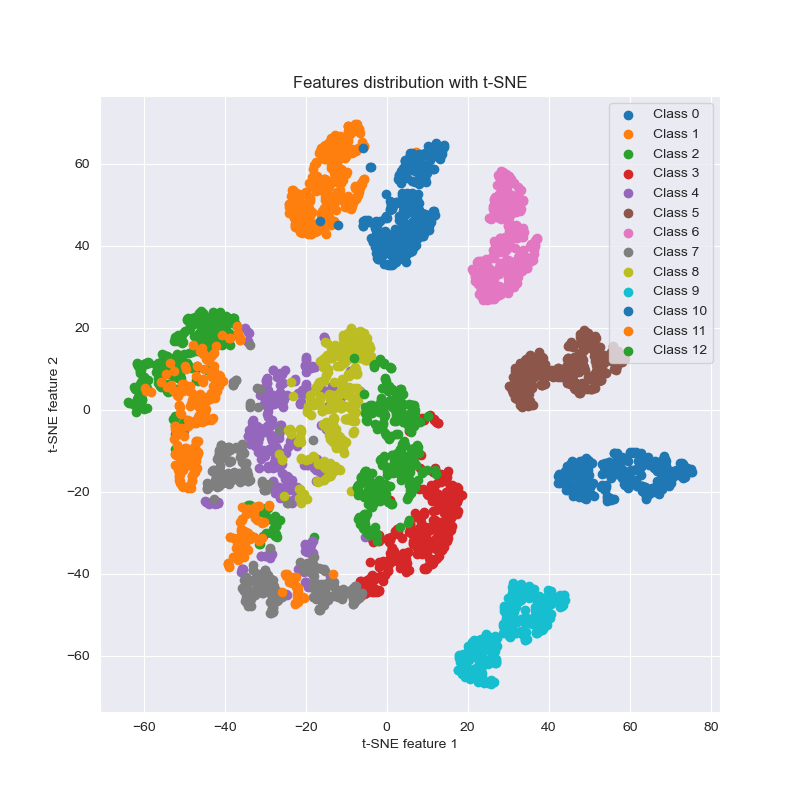 Features distribution with t-SNE
Class 0
Class 1
Class 2
Class 3
Class 4
Class 5
Class 6
Class 7
Class 8
Class 9
Class 10
Class 11
Class 12
60
40
20
0
−20
−40
−60
t-SNE feature 2
−60 −40 −20 0 20 40 60 80
t-SNE feature 1